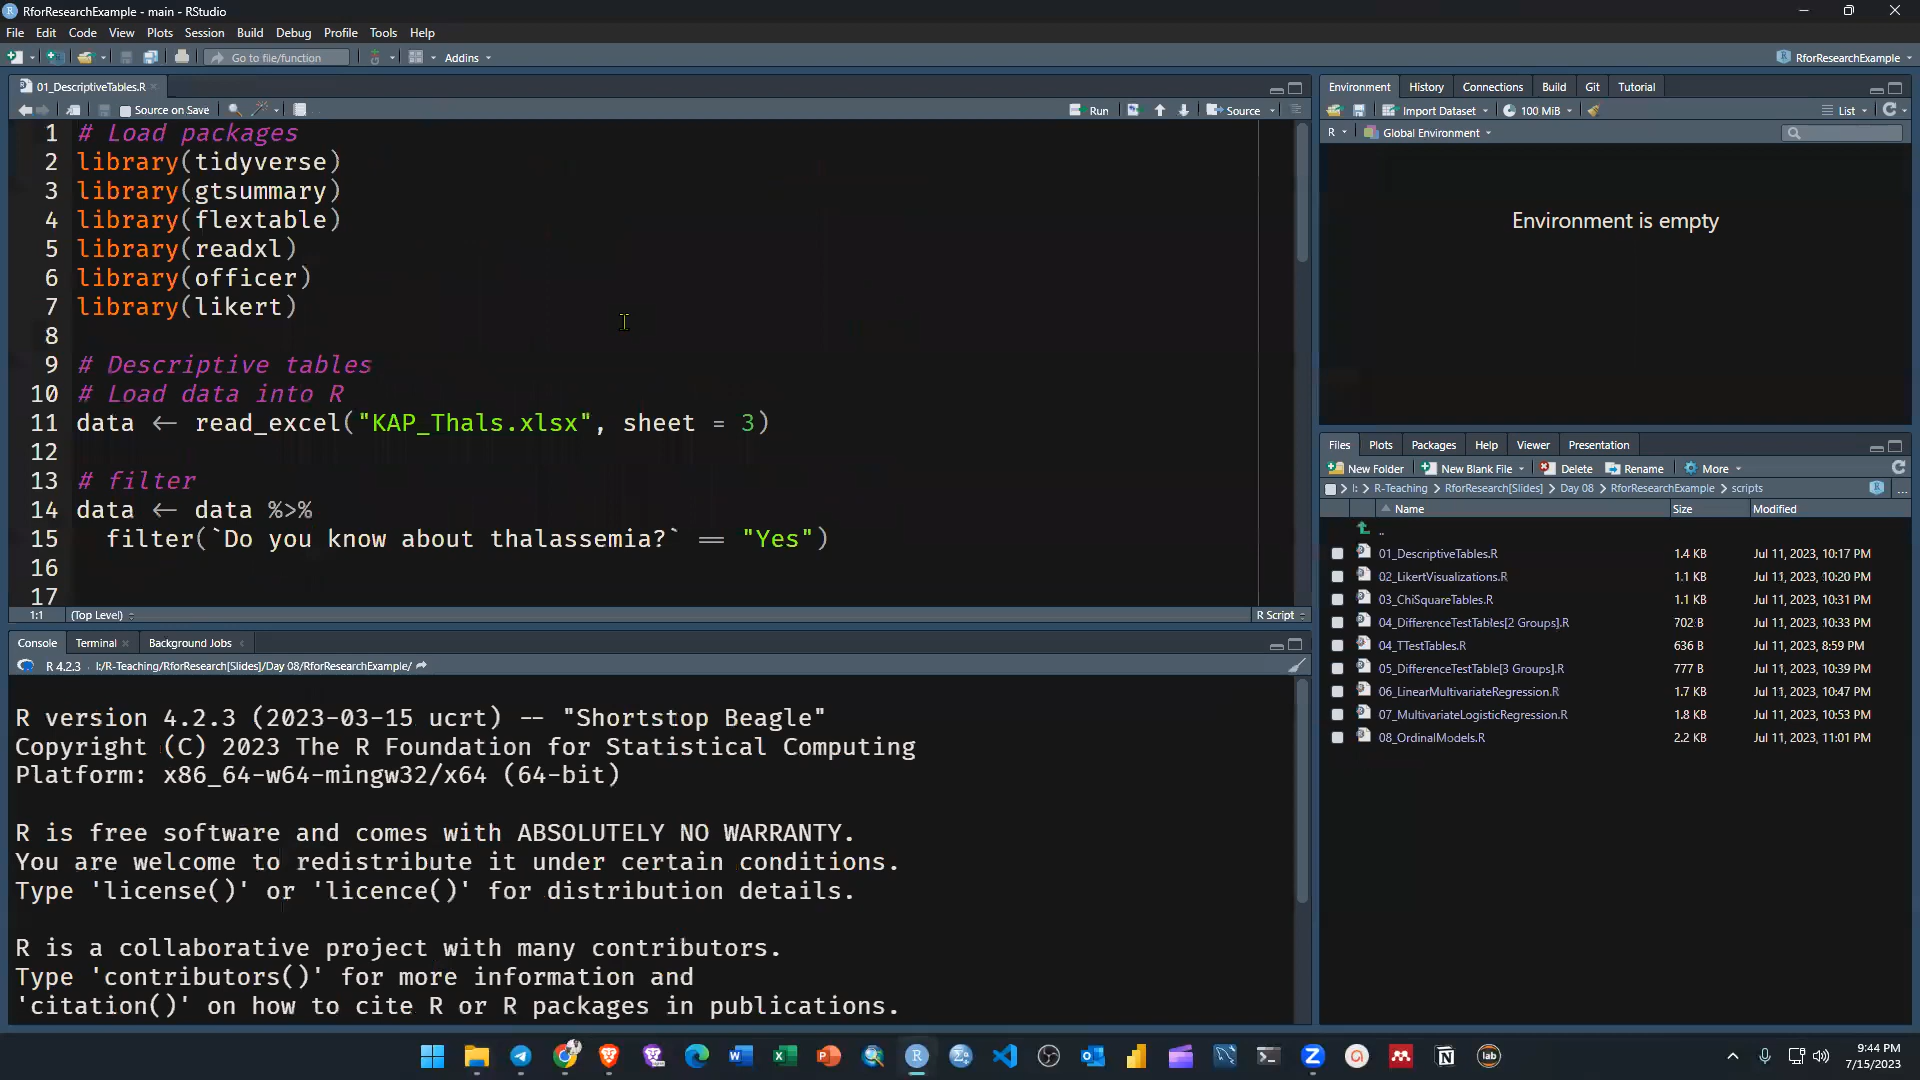 RforResearchExample - main - RStudio
File Edit Code View Plots Session Build Debug Profile Tools Help
Go to file/function Addins RforResearchExample
01_DescriptiveTables.R
Source on Save Run Source
1 # Load packages
2 library(tidyverse)
3 library(gtsummary)
4 library(flextable)
5 library(readxl)
6 library(officer)
7 library(likert)
8
9 # Descriptive tables
10 # Load data into R
11 data <- read_excel("KAP_Thals.xlsx", sheet = 3)
12
13 # filter
14 data <- data %>%
15 filter(`Do you know about thalassemia?` == "Yes")
16
17
1:1 (Top Level) R Script
Console Terminal Background Jobs
R 4.2.3 · I:/R-Teaching/RforResearch[Slides]/Day 08/RforResearchExample/
R version 4.2.3 (2023-03-15 ucrt) -- "Shortstop Beagle"
Copyright (C) 2023 The R Foundation for Statistical Computing
Platform: x86_64-w64-mingw32/x64 (64-bit)
R is free software and comes with ABSOLUTELY NO WARRANTY.
You are welcome to redistribute it under certain conditions.
Type 'license()' or 'licence()' for distribution details.
R is a collaborative project with many contributors.
Type 'contributors()' for more information and
'citation()' on how to cite R or R packages in publications.
Environment History Connections Build Git Tutorial
Import Dataset 100 MiB List
R Global Environment
Environment is empty
Files Plots Packages Help Viewer Presentation
New Folder New Blank File Delete Rename More
I: R-Teaching RforResearch[Slides] Day 08 RforResearchExample scripts ...
Name Size Modified
..
01_DescriptiveTables.R 1.4 KB Jul 11, 2023, 10:17 PM
02_LikertVisualizations.R 1.1 KB Jul 11, 2023, 10:20 PM
03_ChiSquareTables.R 1.1 KB Jul 11, 2023, 10:31 PM
04_DifferenceTestTables[2 Groups].R 702 B Jul 11, 2023, 10:33 PM
04_TTestTables.R 636 B Jul 11, 2023, 8:59 PM
05_DifferenceTestTable[3 Groups].R 777 B Jul 11, 2023, 10:39 PM
06_LinearMultivariateRegression.R 1.7 KB Jul 11, 2023, 10:47 PM
07_MultivariateLogisticRegression.R 1.8 KB Jul 11, 2023, 10:53 PM
08_OrdinalModels.R 2.2 KB Jul 11, 2023, 11:01 PM
lab
9:44 PM
7/15/2023